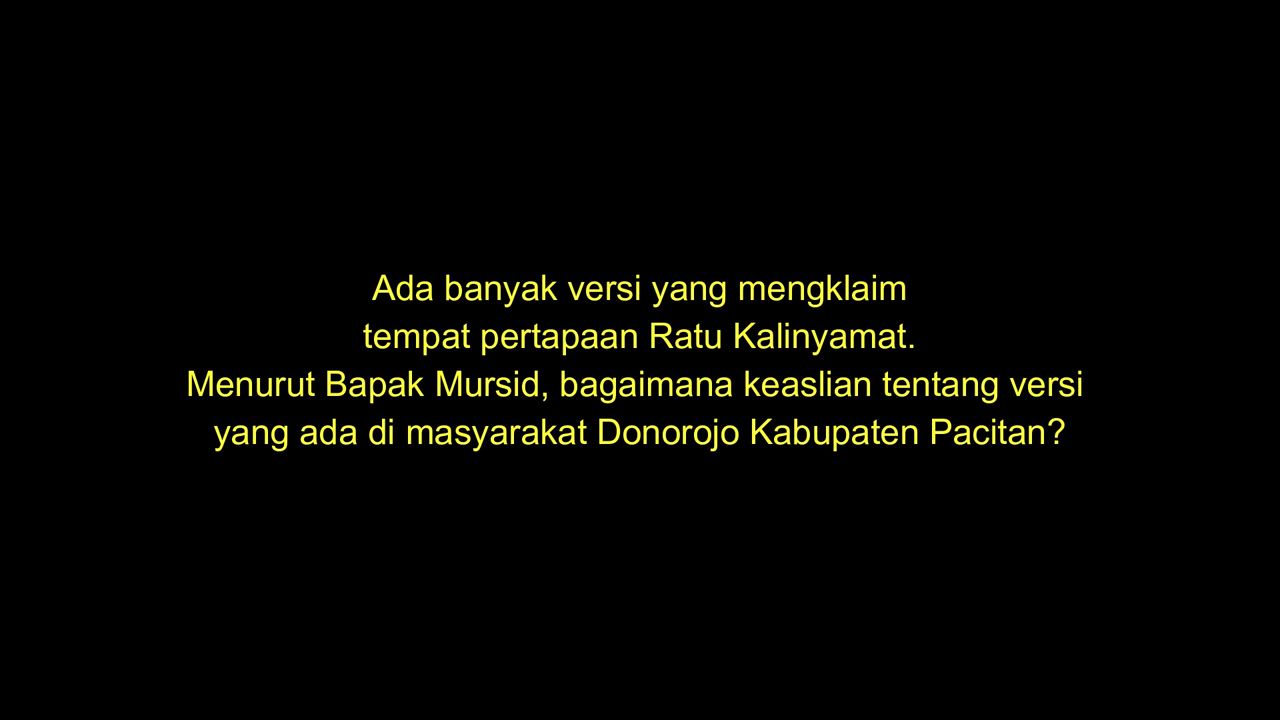 Ada banyak versi yang mengklaim
tempat pertapaan Ratu Kalinyamat.
Menurut Bapak Mursid, bagaimana keaslian tentang versi
yang ada di masyarakat Donorojo Kabupaten Pacitan?